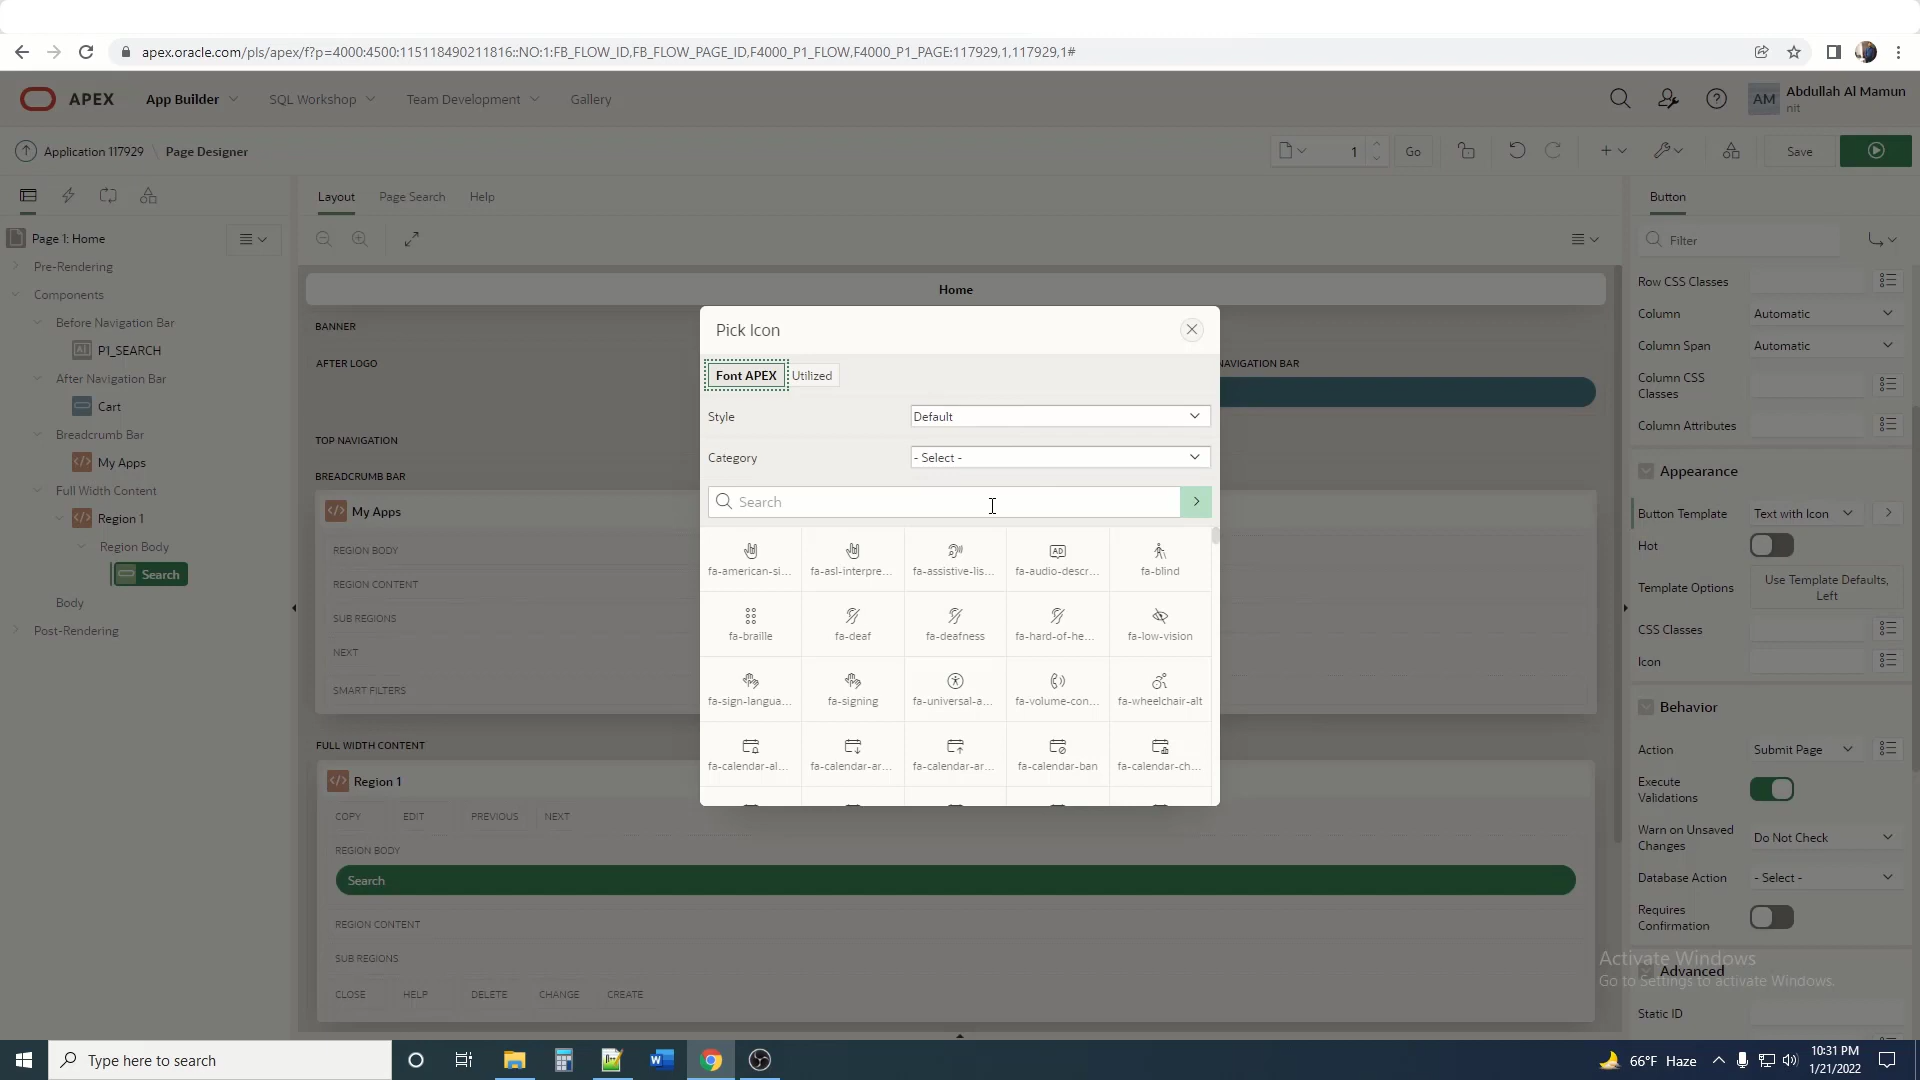 apex.oracle.com/pls/apex/f?p=4000:4500:115118490211816::NO:1:FB_FLOW_ID,FB_FLOW_PAGE_ID,F4000_P1_FLOW,F4000_P1_PAGE:117929,1,117929,1#
APEX App Builder SQL Workshop Team Development Gallery
AM Abdullah Al Mamun
nit
Application 117929 \ Page Designer 1 Go Save
Layout Page Search Help
Button
Page 1: Home
Filter
Pre-Rendering
Components
Before Navigation Bar
P1_SEARCH
After Navigation Bar
Cart
Breadcrumb Bar
My Apps
Full Width Content
Region 1
Region Body
Search
Body
Post-Rendering
Home
BANNER
AFTER LOGO
NAVIGATION BAR
TOP NAVIGATION
BREADCRUMB BAR
My Apps
REGION BODY
REGION CONTENT
SUB REGIONS
NEXT
SMART FILTERS
FULL WIDTH CONTENT
Region 1
COPY EDIT PREVIOUS NEXT
REGION BODY
Search
REGION CONTENT
SUB REGIONS
CLOSE HELP DELETE CHANGE CREATE
Pick Icon
Font APEX Utilized
Style Default
Category - Select -
Search
fa-american-si... fa-asl-interpre... fa-assistive-lis... fa-audio-descr... fa-blind
fa-braille fa-deaf fa-deafness fa-hard-of-he... fa-low-vision
fa-sign-langua... fa-signing fa-universal-a... fa-volume-con... fa-wheelchair-alt
fa-calendar-al... fa-calendar-ar... fa-calendar-ar... fa-calendar-ban fa-calendar-ch...
Row CSS Classes
Column Automatic
Column Span Automatic
Column CSS
Classes
Column Attributes
Appearance
Button Template Text with Icon
Hot
Template Options Use Template Defaults,
Left
CSS Classes
Icon
Behavior
Action Submit Page
Execute
Validations
Warn on Unsaved
Changes Do Not Check
Database Action - Select -
Requires
Confirmation
Activate Windows
Advanced
Go to Settings to activate Windows.
Static ID
Type here to search
66°F Haze
10:31 PM
1/21/2022